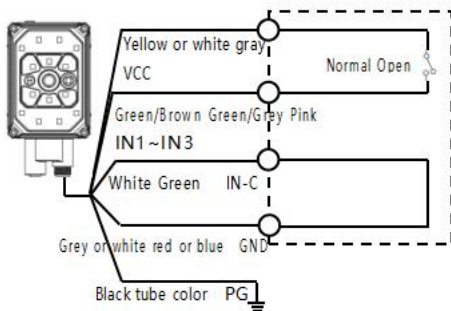 Yellow or white gray
VCC
Normal Open
Green/Brown Green/Grey Pink
IN1~IN3
White Green IN-C
Grey or white red or blue GND
Black tube color PG